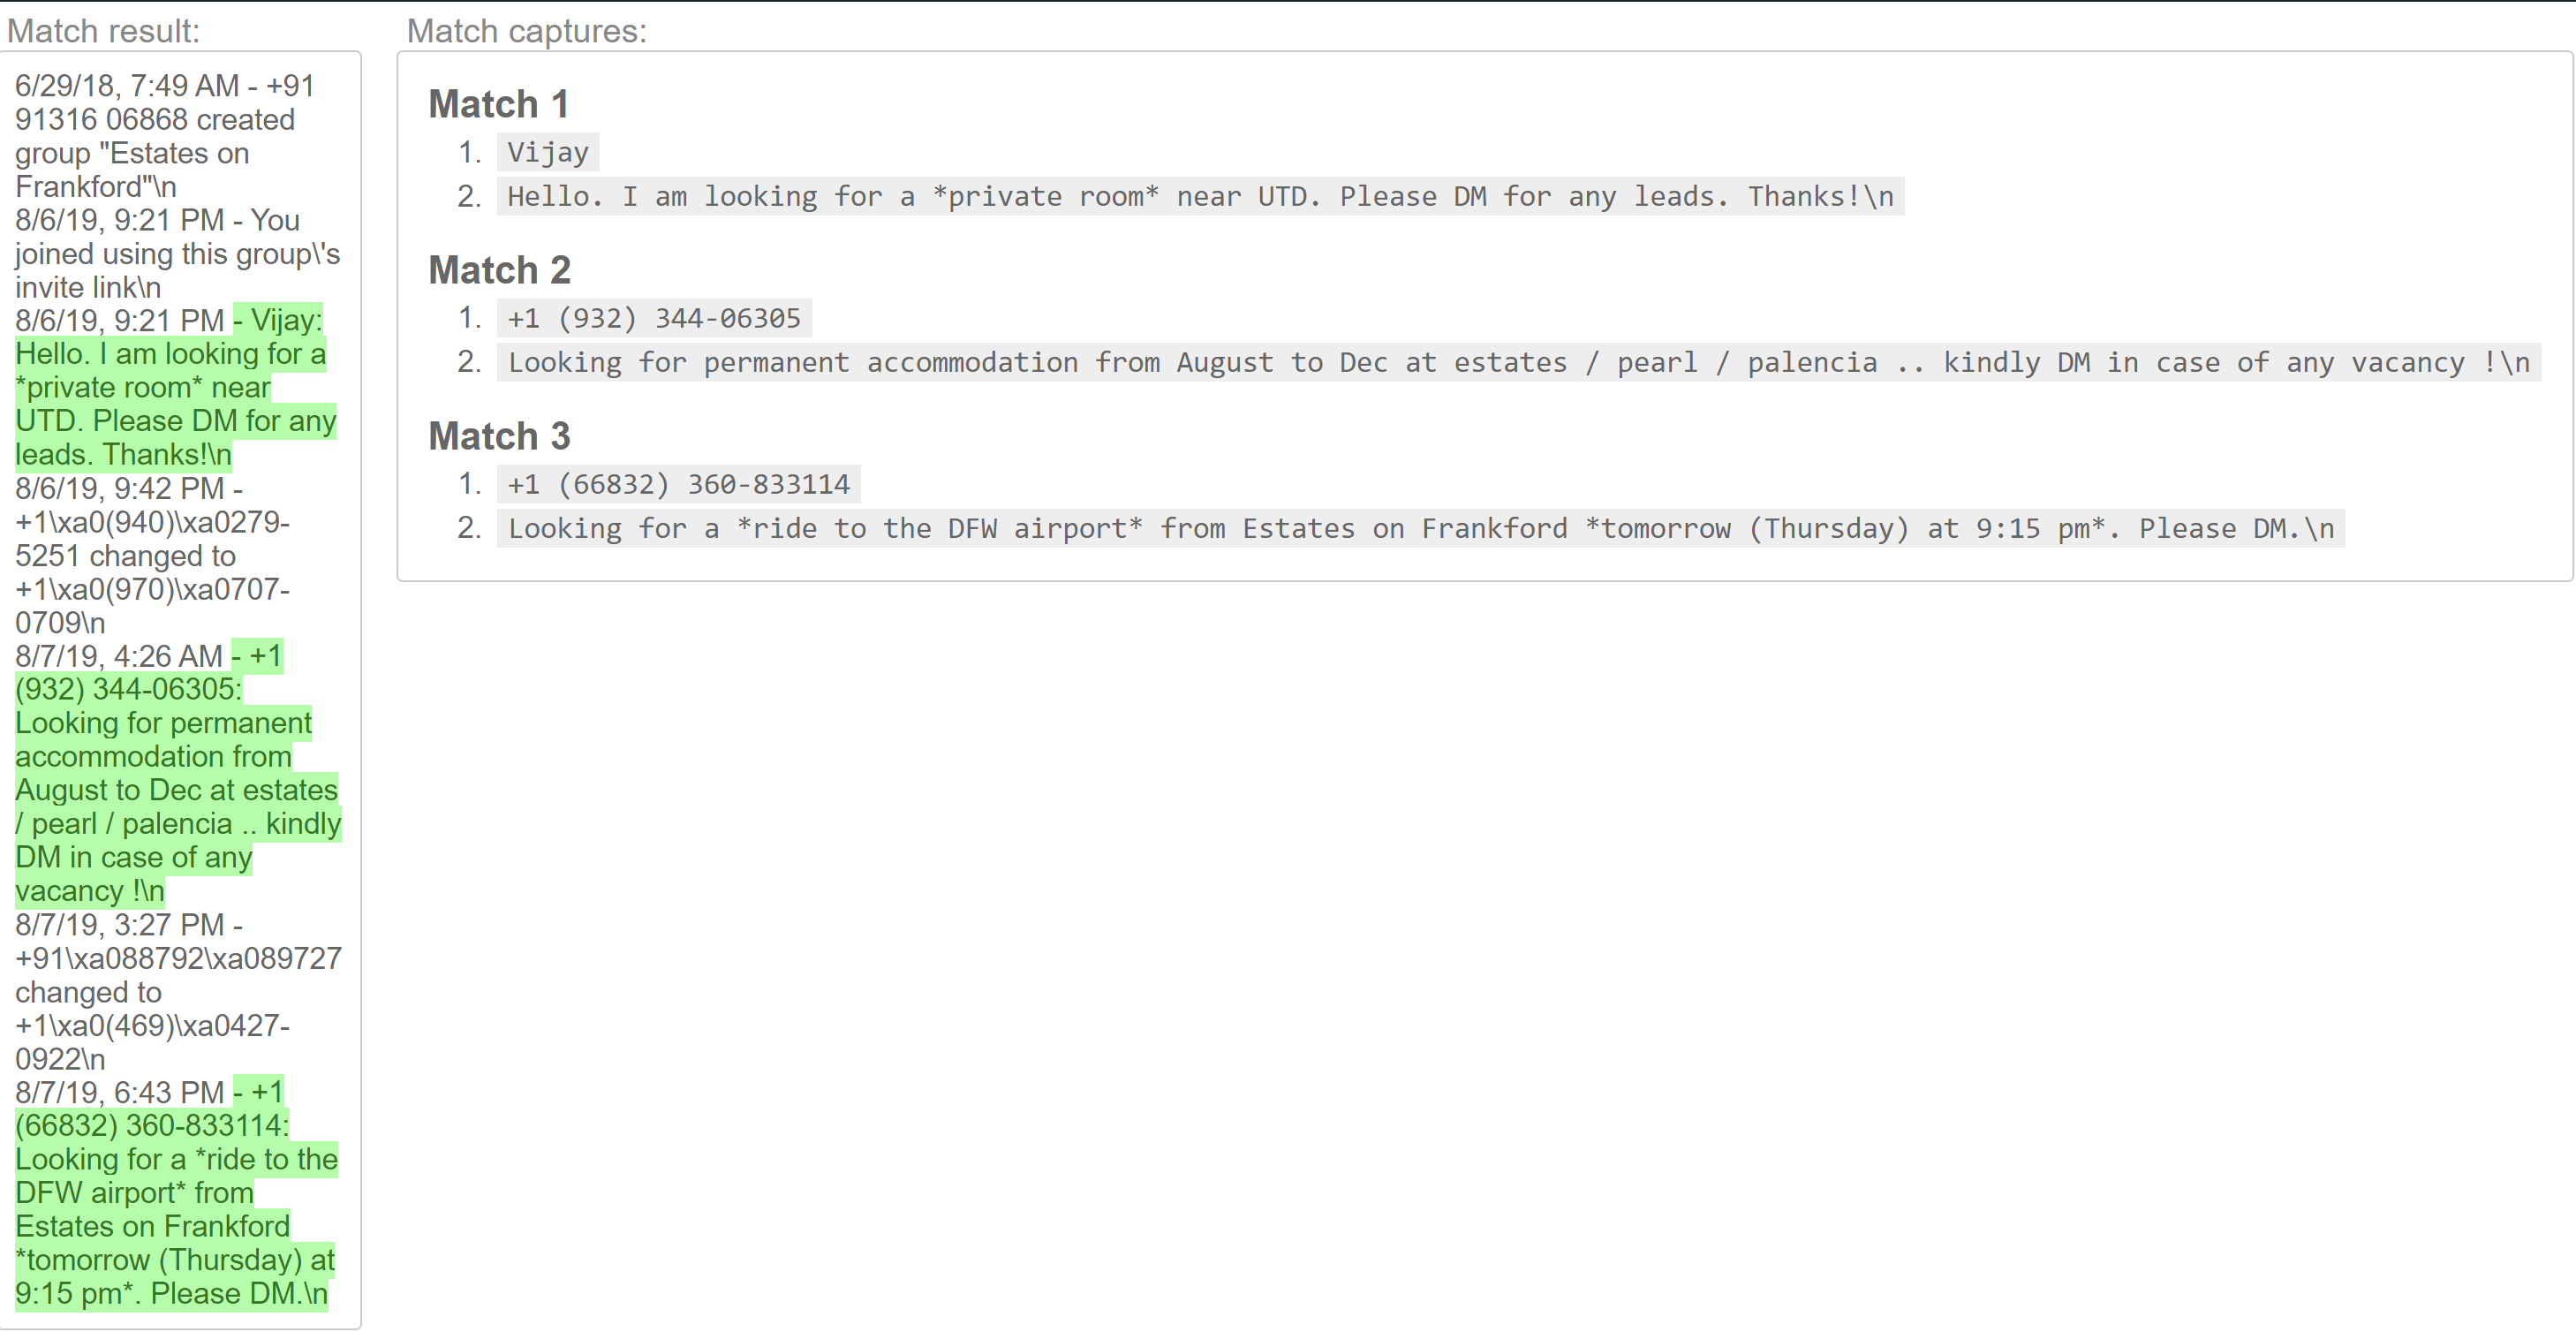 Match result:
6/29/18, 7:49 AM - +91
91316 06868 created
group "Estates on
Frankford"\n
8/6/19, 9:21 PM - You
joined using this group\'s
invite link\n
8/6/19, 9:21 PM - Vijay:
Hello. I am looking for a
*private room* near
UTD. Please DM for any
leads. Thanks!\n
8/6/19, 9:42 PM -
+1\xa0(940)\xa0279-
5251 changed to
+1\xa0(970)\xa0707-
0709\n
8/7/19, 4:26 AM - +1
(932) 344-06305:
Looking for permanent
accommodation from
August to Dec at estates
/ pearl / palencia .. kindly
DM in case of any
vacancy !\n
8/7/19, 3:27 PM -
+91\xa088792\xa089727
changed to
+1\xa0(469)\xa0427-
0922\n
8/7/19, 6:43 PM - +1
(66832) 360-833114:
Looking for a *ride to the
DFW airport* from
Estates on Frankford
*tomorrow (Thursday) at
9:15 pm*. Please DM.\n
Match captures:
Match 1
1. Vijay
2. Hello. I am looking for a *private room* near UTD. Please DM for any leads. Thanks!\n
Match 2
1. +1 (932) 344-06305
2. Looking for permanent accommodation from August to Dec at estates / pearl / palencia .. kindly DM in case of any vacancy !\n
Match 3
1. +1 (66832) 360-833114
2. Looking for a *ride to the DFW airport* from Estates on Frankford *tomorrow (Thursday) at 9:15 pm*. Please DM.\n